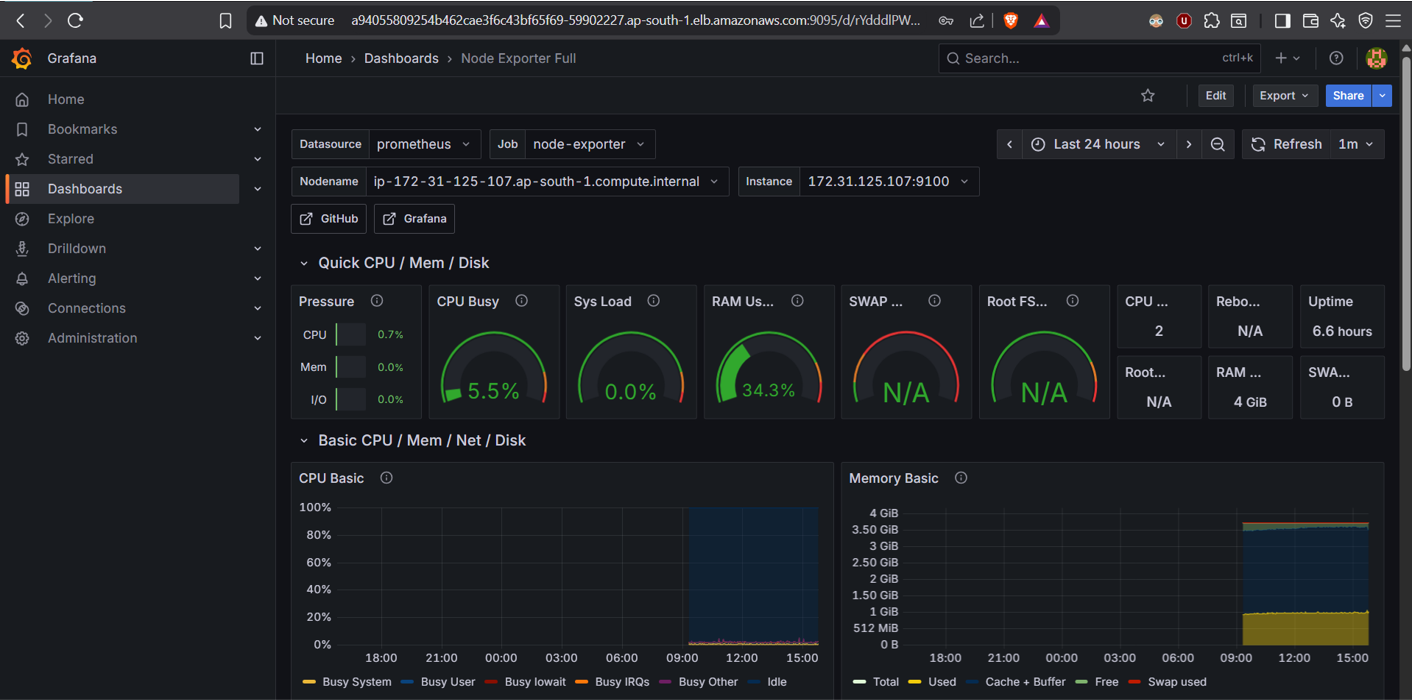 Not secure a94055809254b462cae3f6c43bf65f69-59902227.ap-south-1.elb.amazonaws.com:9095/d/rYdddlPW...
Grafana
Home › Dashboards › Node Exporter Full
Search... ctrl+k
Home
Bookmarks
Starred
Dashboards
Explore
Drilldown
Alerting
Connections
Administration
Edit Export Share
Datasource prometheus Job node-exporter
Last 24 hours Refresh 1m
Nodename ip-172-31-125-107.ap-south-1.compute.internal Instance 172.31.125.107:9100
GitHub Grafana
Quick CPU / Mem / Disk
Pressure
CPU 0.7%
Mem 0.0%
I/O 0.0%
CPU Busy
5.5%
Sys Load
0.0%
RAM Us...
34.3%
SWAP ...
N/A
Root FS...
N/A
CPU ...
2
Rebo...
N/A
Uptime
6.6 hours
Root...
N/A
RAM ...
4 GiB
SWA...
0 B
Basic CPU / Mem / Net / Disk
CPU Basic
100%
80%
60%
40%
20%
0%
18:00 21:00 00:00 03:00 06:00 09:00 12:00 15:00
Busy System Busy User Busy Iowait Busy IRQs Busy Other Idle
Memory Basic
4 GiB
3.50 GiB
3 GiB
2.50 GiB
2 GiB
1.50 GiB
1 GiB
512 MiB
0 B
18:00 21:00 00:00 03:00 06:00 09:00 12:00 15:00
Total Used Cache + Buffer Free Swap used